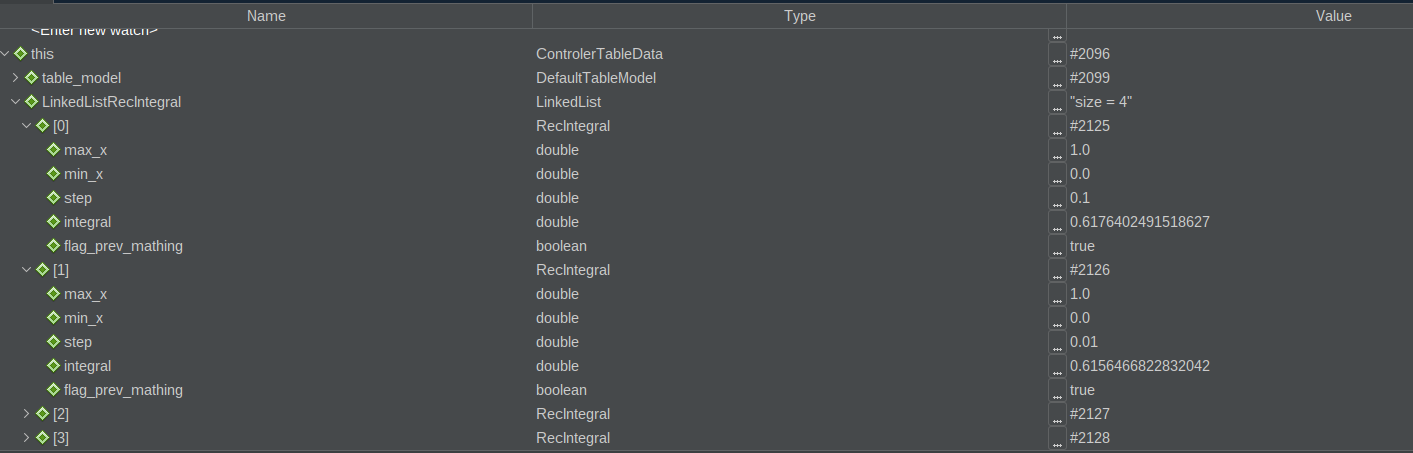 Name Type Value
<Enter new watch> ...
this ControlerTableData ... #2096
table_model DefaultTableModel ... #2099
LinkedListRecIntegral LinkedList ... "size = 4"
[0] RecIntegral ... #2125
max_x double ... 1.0
min_x double ... 0.0
step double ... 0.1
integral double ... 0.6176402491518627
flag_prev_mathing boolean ... true
[1] RecIntegral ... #2126
max_x double ... 1.0
min_x double ... 0.0
step double ... 0.01
integral double ... 0.6156466822832042
flag_prev_mathing boolean ... true
[2] RecIntegral ... #2127
[3] RecIntegral ... #2128